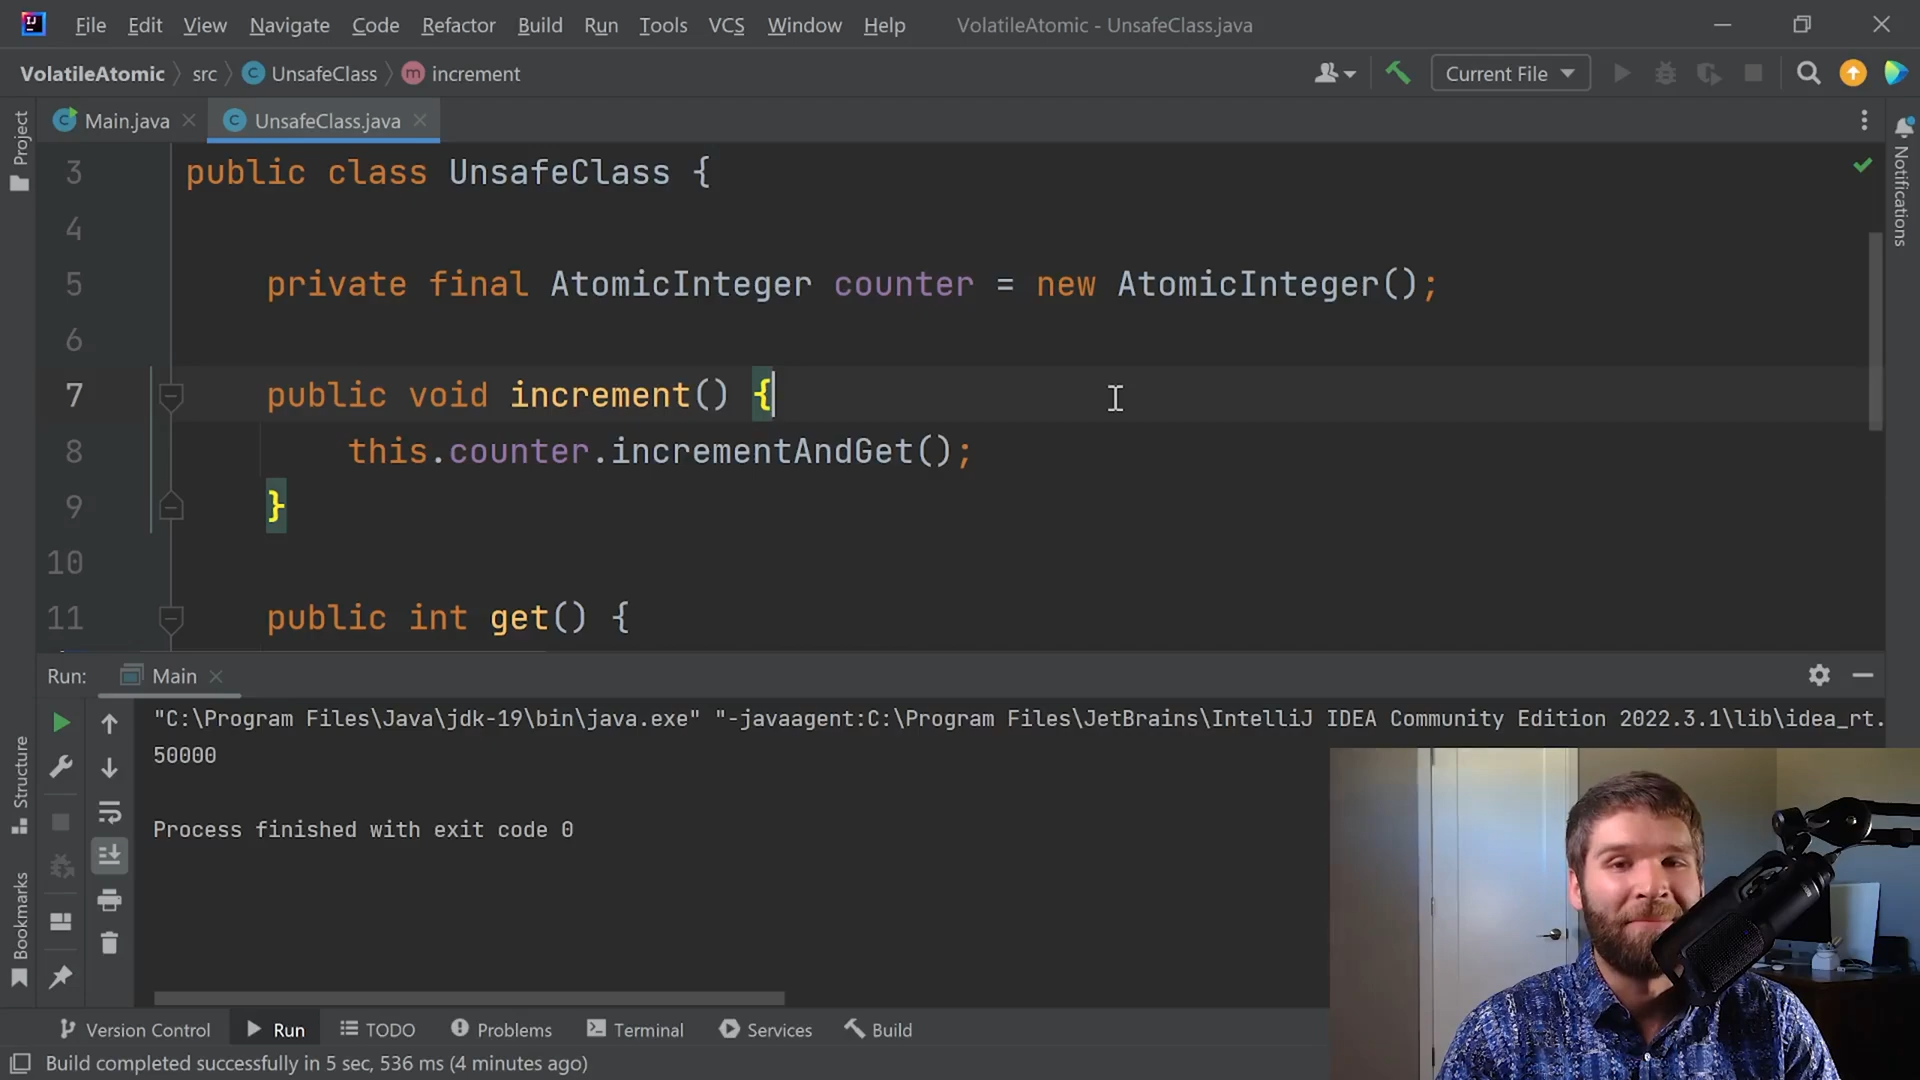 File Edit View Navigate Code Refactor Build Run Tools VCS Window Help VolatileAtomic - UnsafeClass.java
VolatileAtomic src UnsafeClass increment Current File
Main.java UnsafeClass.java
Project
Notifications
3 public class UnsafeClass {
4
5 private final AtomicInteger counter = new AtomicInteger();
6
7 public void increment() {
8 this.counter.incrementAndGet();
9 }
10
11 public int get() {
Run: Main
"C:\Program Files\Java\jdk-19\bin\java.exe" "-javaagent:C:\Program Files\JetBrains\IntelliJ IDEA Community Edition 2022.3.1\lib\idea_rt.
50000
Process finished with exit code 0
Structure
Bookmarks
Version Control Run TODO Problems Terminal Services Build
Build completed successfully in 5 sec, 536 ms (4 minutes ago)